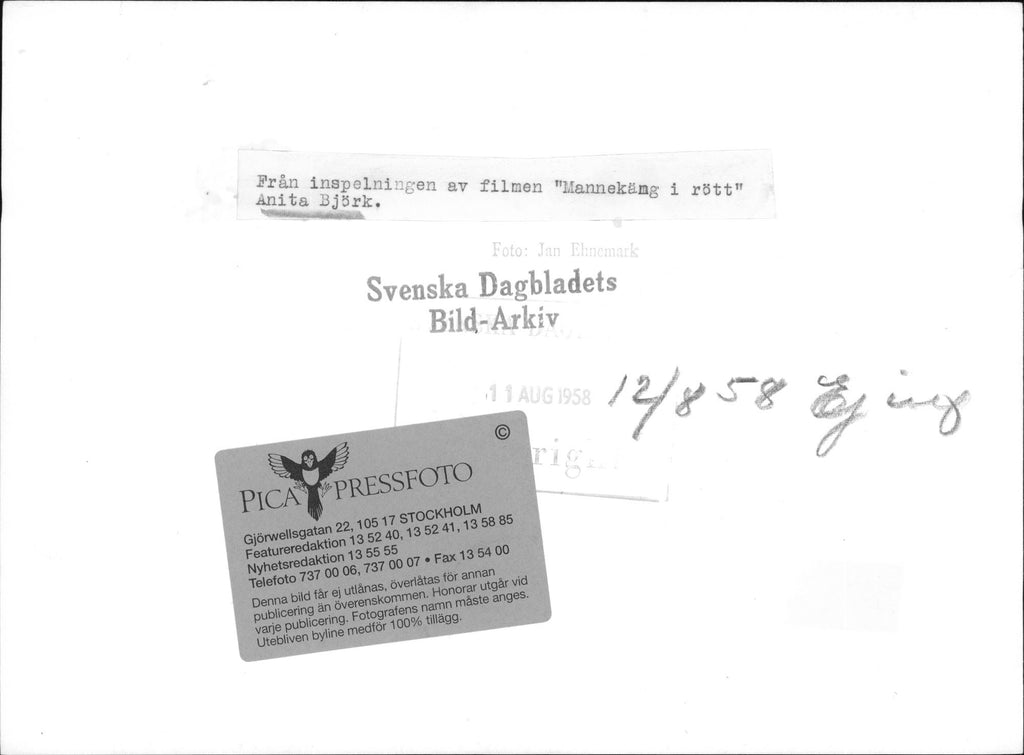 Från inspelningen av filmen "Mannekäng i rött"
Anita Björk.
Foto: Jan Ehnemark
Svenska Dagbladets
Bild-Arkiv
11 AUG 1958
12/8 58 Ej ing
©
PICA PRESSFOTO
Gjörwellsgatan 22, 105 17 STOCKHOLM
Featureredaktion 13 52 40, 13 52 41, 13 58 85
Nyhetsredaktion 13 55 55
Telefoto 737 00 06, 737 00 07 • Fax 13 54 00
Denna bild får ej utlånas, överlåtas för annan
publicering än överenskommen. Honorar utgår vid
varje publicering. Fotografens namn måste anges.
Utebliven byline medför 100% tillägg.